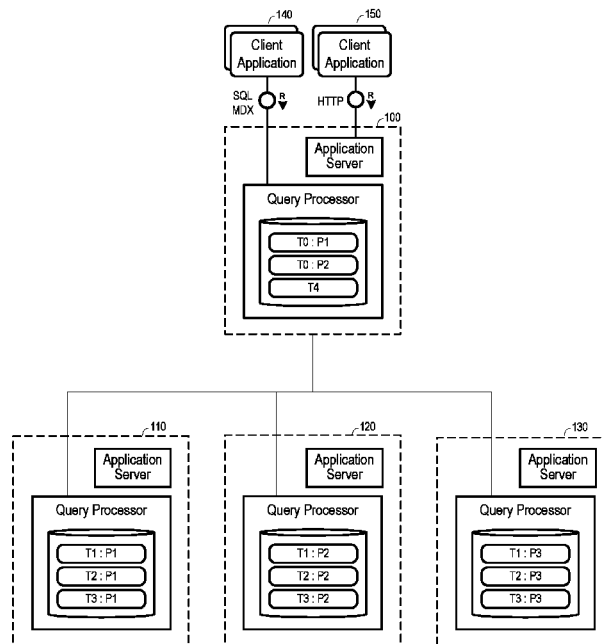 140
150
Client
Application
Client
Application
SQL
MDX
R
HTTP
R
100
Application
Server
Query Processor
T0 : P1
T0 : P2
T4
110
120
130
Application
Server
Query Processor
T1 : P1
T2 : P1
T3 : P1
Application
Server
Query Processor
T1 : P2
T2 : P2
T3 : P2
Application
Server
Query Processor
T1 : P3
T2 : P3
T3 : P3